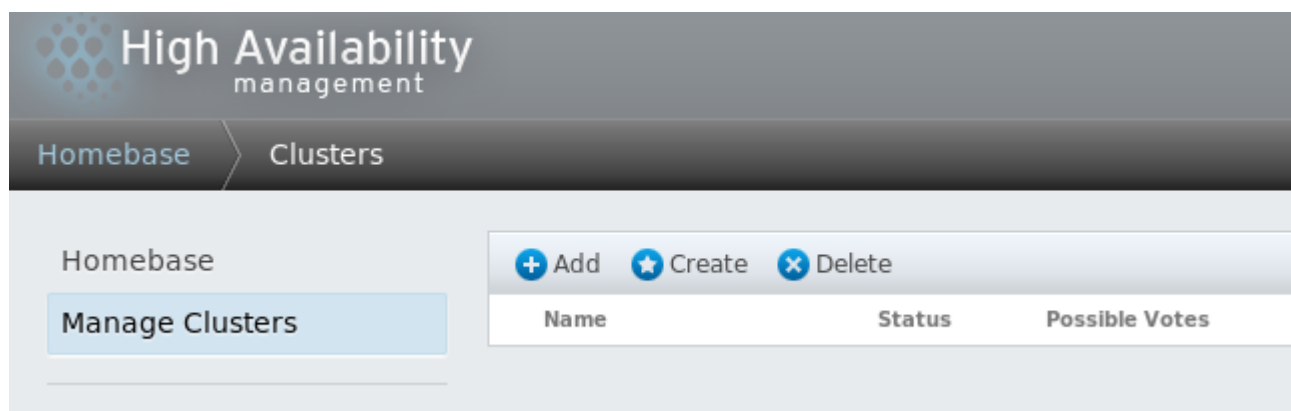 High Availability
management
Homebase Clusters
Homebase
Manage Clusters
Add Create Delete
Name Status Possible Votes